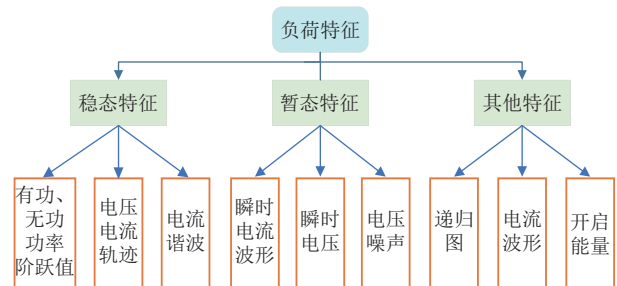 负荷特征
稳态特征
暂态特征
其他特征
有功、
无功
功率
阶跃值
电压
电流
轨迹
电流
谐波
瞬时
电流
波形
瞬时
电压
电压
噪声
递归
图
电流
波形
开启
能量